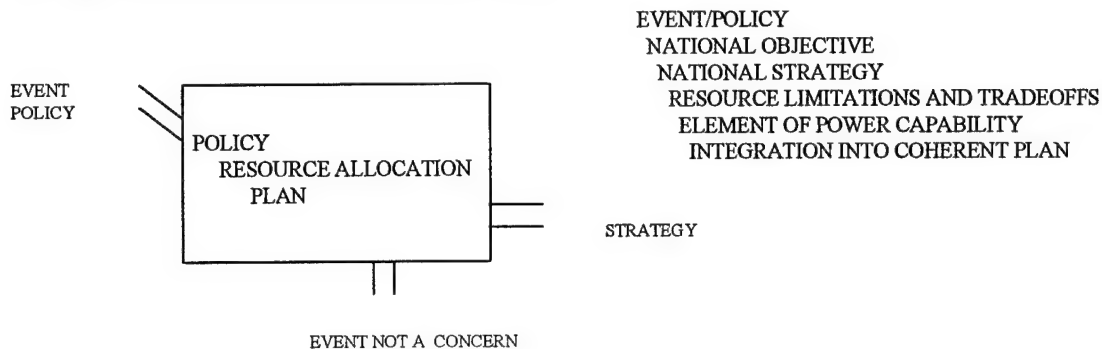 EVENT/POLICY
NATIONAL OBJECTIVE
NATIONAL STRATEGY
RESOURCE LIMITATIONS AND TRADEOFFS
ELEMENT OF POWER CAPABILITY
INTEGRATION INTO COHERENT PLAN
EVENT
POLICY
POLICY
RESOURCE ALLOCATION
PLAN
STRATEGY
EVENT NOT A CONCERN